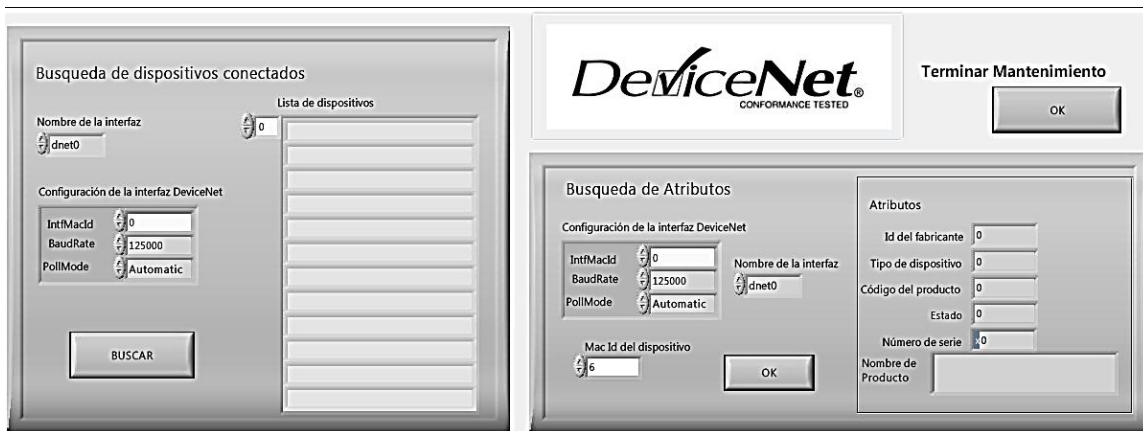 Busqueda de dispositivos conectados
Lista de dispositivos
Nombre de la interfaz
0
dnet0
Configuración de la interfaz DeviceNet
IntfMacId 0
BaudRate 125000
PollMode Automatic
BUSCAR
DeviceNet®
CONFORMANCE TESTED
Terminar Mantenimiento
OK
Busqueda de Atributos
Configuración de la interfaz DeviceNet
IntfMacId 0
BaudRate 125000
PollMode Automatic
Nombre de la interfaz
dnet0
Mac Id del dispositivo
6
OK
Atributos
Id del fabricante 0
Tipo de dispositivo 0
Código del producto 0
Estado 0
Número de serie x0
Nombre de
Producto